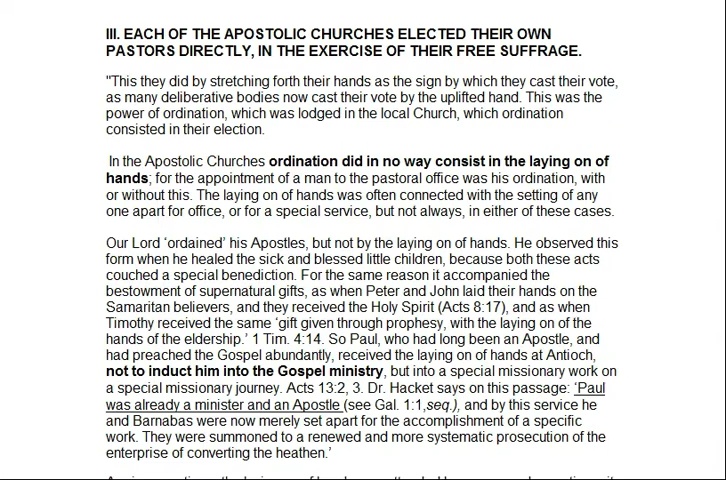 III. EACH OF THE APOSTOLIC CHURCHES ELECTED THEIR OWN
PASTORS DIRECTLY, IN THE EXERCISE OF THEIR FREE SUFFRAGE.
"This they did by stretching forth their hands as the sign by which they cast their vote,
as many deliberative bodies now cast their vote by the uplifted hand. This was the
power of ordination, which was lodged in the local Church, which ordination
consisted in their election.
In the Apostolic Churches ordination did in no way consist in the laying on of
hands; for the appointment of a man to the pastoral office was his ordination, with
or without this. The laying on of hands was often connected with the setting of any
one apart for office, or for a special service, but not always, in either of these cases.
Our Lord ‘ordained’ his Apostles, but not by the laying on of hands. He observed this
form when he healed the sick and blessed little children, because both these acts
couched a special benediction. For the same reason it accompanied the
bestowment of supernatural gifts, as when Peter and John laid their hands on the
Samaritan believers, and they received the Holy Spirit (Acts 8:17), and as when
Timothy received the same ‘gift given through prophesy, with the laying on of the
hands of the eldership.’ 1 Tim. 4:14. So Paul, who had long been an Apostle, and
had preached the Gospel abundantly, received the laying on of hands at Antioch,
not to induct him into the Gospel ministry, but into a special missionary work on
a special missionary journey. Acts 13:2, 3. Dr. Hacket says on this passage: ‘Paul
was already a minister and an Apostle (see Gal. 1:1,seq.), and by this service he
and Barnabas were now merely set apart for the accomplishment of a specific
work. They were summoned to a renewed and more systematic prosecution of the
enterprise of converting the heathen.’